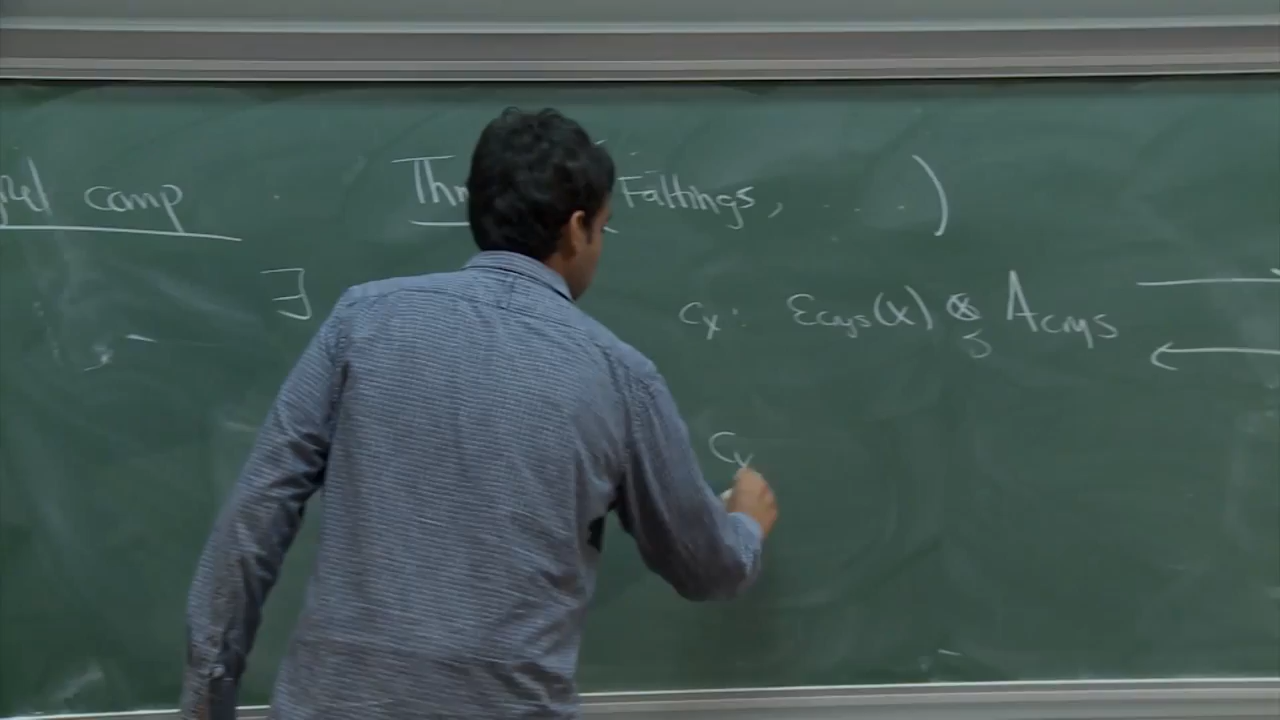 comp Thm Faltings, ....)
∃ Cx: Ecrys(X) ⊗ Acrys
Cx